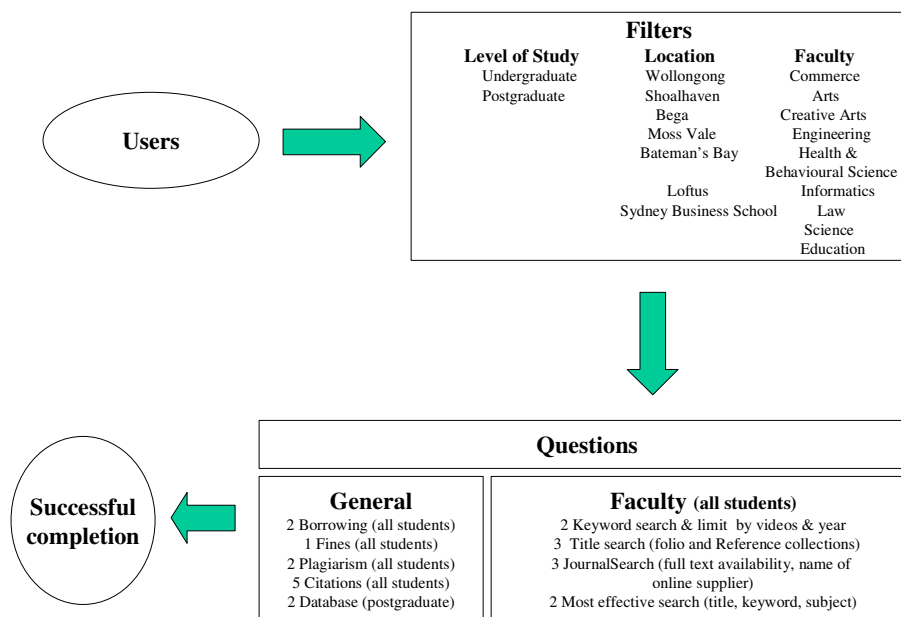 Users
Filters
Level of Study
Undergraduate
Postgraduate
Location
Wollongong
Shoalhaven
Bega
Moss Vale
Bateman's Bay
Loftus
Sydney Business School
Faculty
Commerce
Arts
Creative Arts
Engineering
Health &
Behavioural Science
Informatics
Law
Science
Education
Questions
General
2 Borrowing (all students)
1 Fines (all students)
2 Plagiarism (all students)
5 Citations (all students)
2 Database (postgraduate)
Faculty (all students)
2 Keyword search & limit by videos & year
3 Title search (folio and Reference collections)
3 JournalSearch (full text availability, name of
online supplier)
2 Most effective search (title, keyword, subject)
Successful
completion